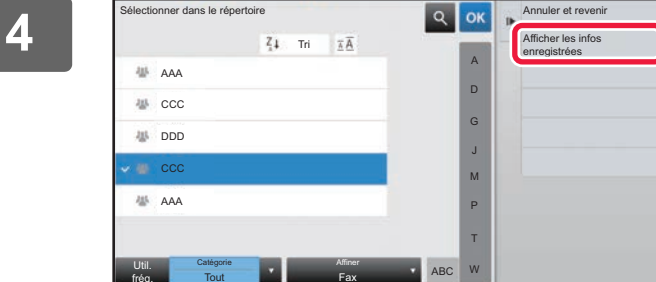 4
Sélectionner dans le répertoire
OK
Annuler et revenir
Afficher les infos
enregistrées
Tri
AAA
CCC
DDD
CCC
AAA
A
D
G
J
M
P
T
W
Util.
fréq.
Catégorie
Tout
Affiner
Fax
ABC